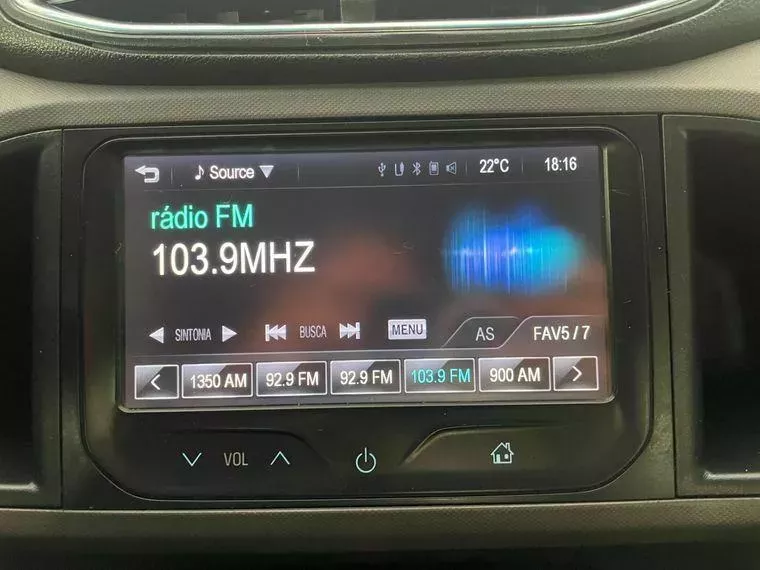 ♪ Source ▼ 22°C 18:16
rádio FM
103.9MHZ
SINTONIA BUSCA MENU AS FAV5 / 7
1350 AM 92.9 FM 92.9 FM 103.9 FM 900 AM
VOL